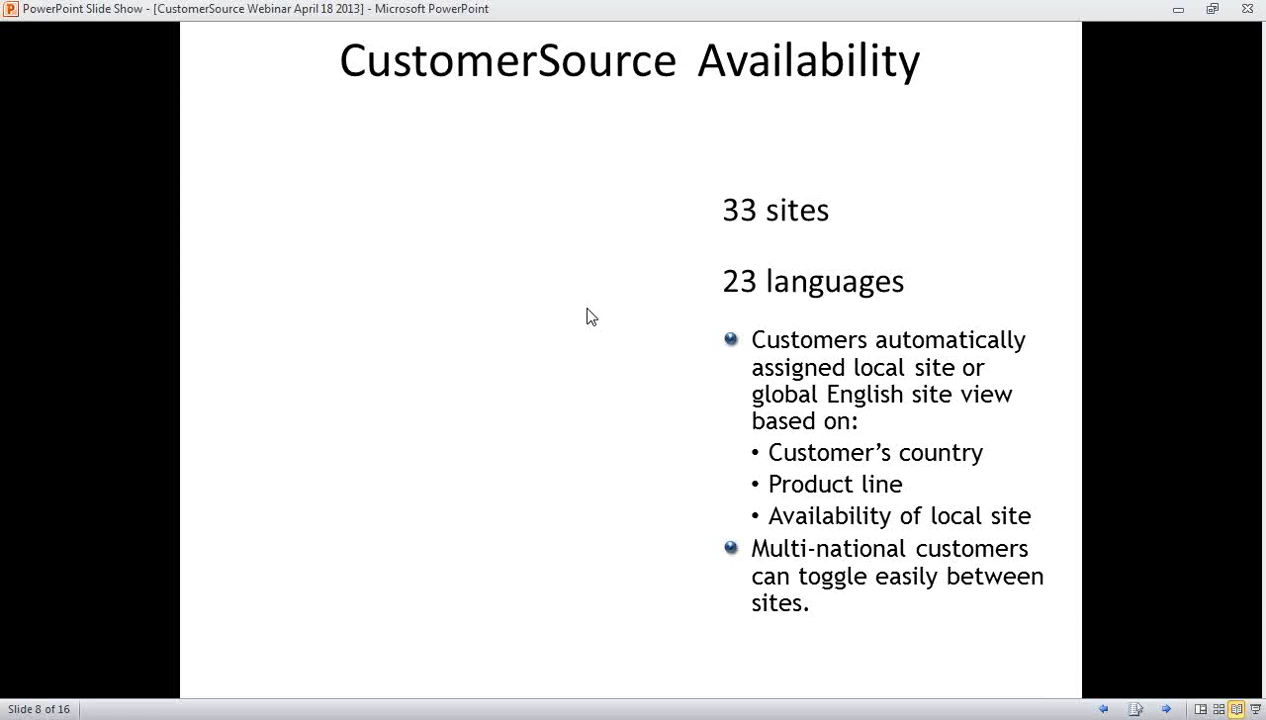 PowerPoint Slide Show - [CustomerSource Webinar April 18 2013] - Microsoft PowerPoint
CustomerSource Availability
33 sites
23 languages
Customers automatically
assigned local site or
global English site view
based on:
• Customer’s country
• Product line
• Availability of local site
Multi-national customers
can toggle easily between
sites.
Slide 8 of 16